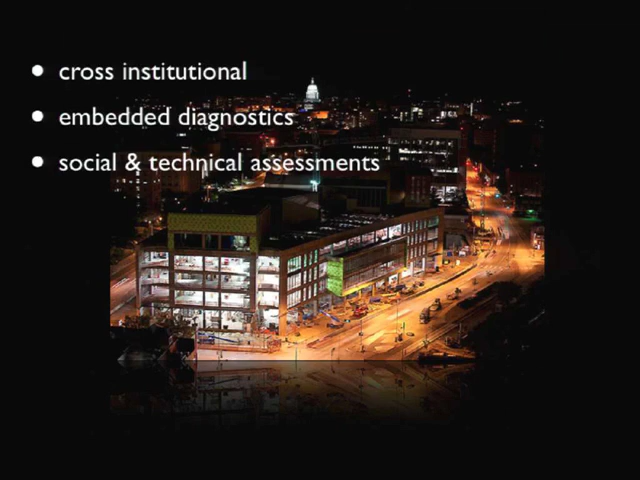 • cross institutional
• embedded diagnostics
• social & technical assessments